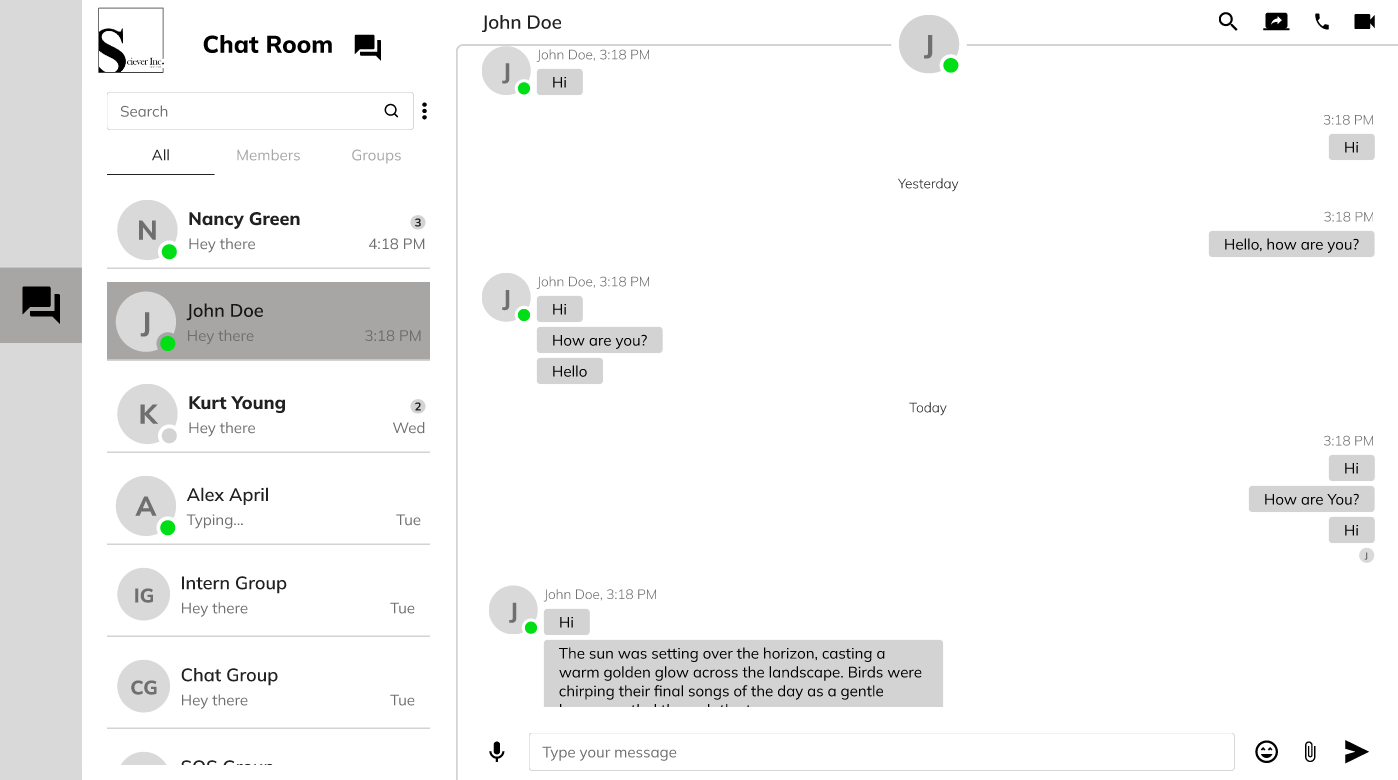 Sciever Inc.
Chat Room
Search
All Members Groups
N
Nancy Green 3
Hey there 4:18 PM
J
John Doe
Hey there 3:18 PM
K
Kurt Young 2
Hey there Wed
A
Alex April
Typing... Tue
IG
Intern Group
Hey there Tue
CG
Chat Group
Hey there Tue
SOS Group
John Doe
J
J
John Doe, 3:18 PM
Hi
3:18 PM
Hi
Yesterday
3:18 PM
Hello, how are you?
J
John Doe, 3:18 PM
Hi
How are you?
Hello
Today
3:18 PM
Hi
How are You?
Hi
J
J
John Doe, 3:18 PM
Hi
The sun was setting over the horizon, casting a
warm golden glow across the landscape. Birds were
chirping their final songs of the day as a gentle
Type your message